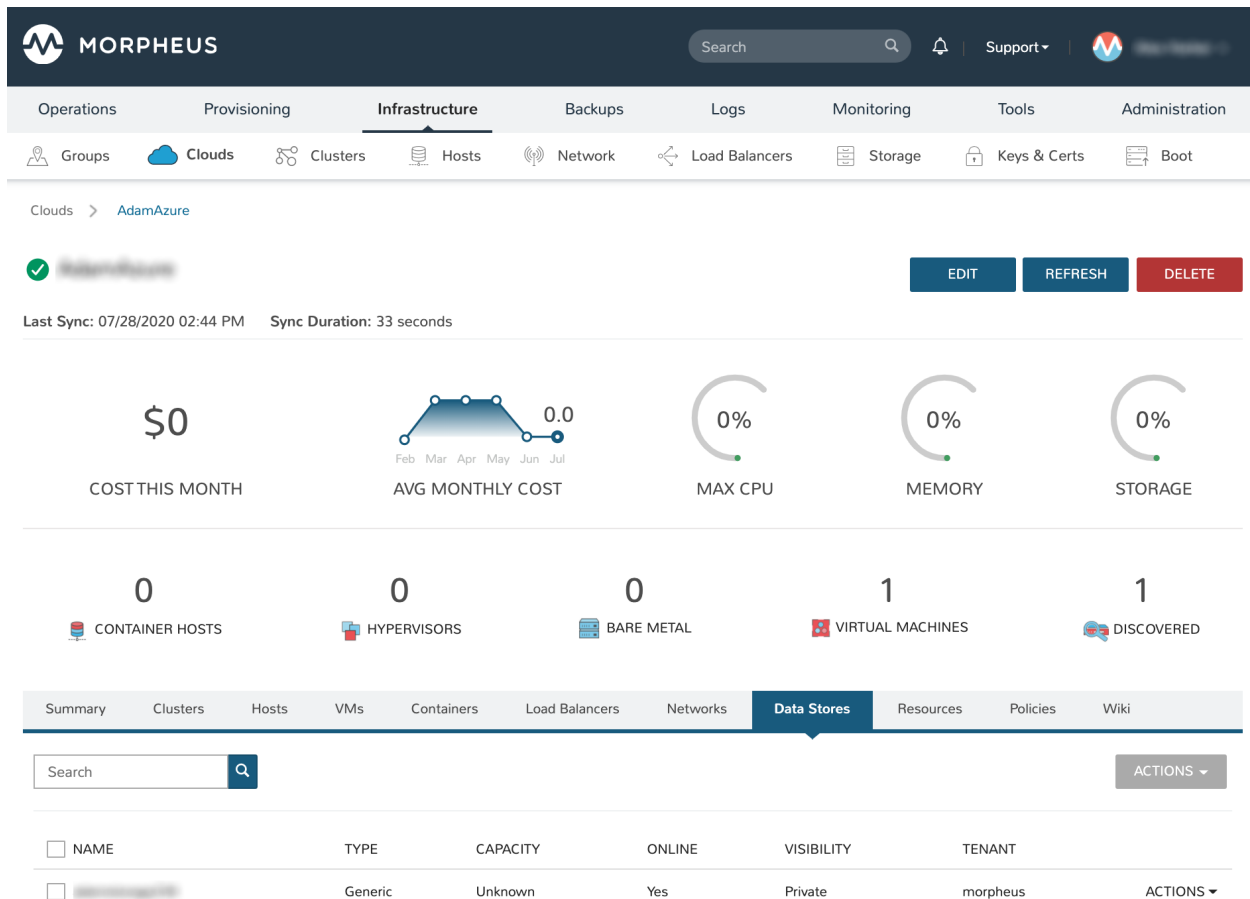 MORPHEUS
Search
Support
Operations Provisioning Infrastructure Backups Logs Monitoring Tools Administration
Groups Clouds Clusters Hosts Network Load Balancers Storage Keys & Certs Boot
Clouds AdamAzure
EDIT REFRESH DELETE
Last Sync: 07/28/2020 02:44 PM Sync Duration: 33 seconds
$0 0.0 0% 0% 0%
Feb Mar Apr May Jun Jul
COST THIS MONTH AVG MONTHLY COST MAX CPU MEMORY STORAGE
0 0 0 1 1
CONTAINER HOSTS HYPERVISORS BARE METAL VIRTUAL MACHINES DISCOVERED
Summary Clusters Hosts VMs Containers Load Balancers Networks Data Stores Resources Policies Wiki
Search ACTIONS
NAME TYPE CAPACITY ONLINE VISIBILITY TENANT
Generic Unknown Yes Private morpheus ACTIONS